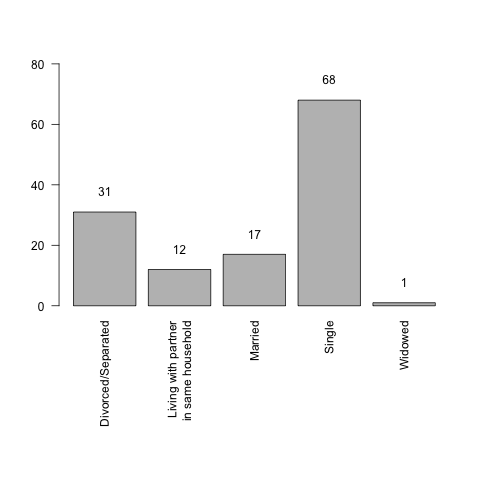 80
60
40
20
0
31
12
17
68
1
Divorced/Separated
Living with partner
in same household
Married
Single
Widowed